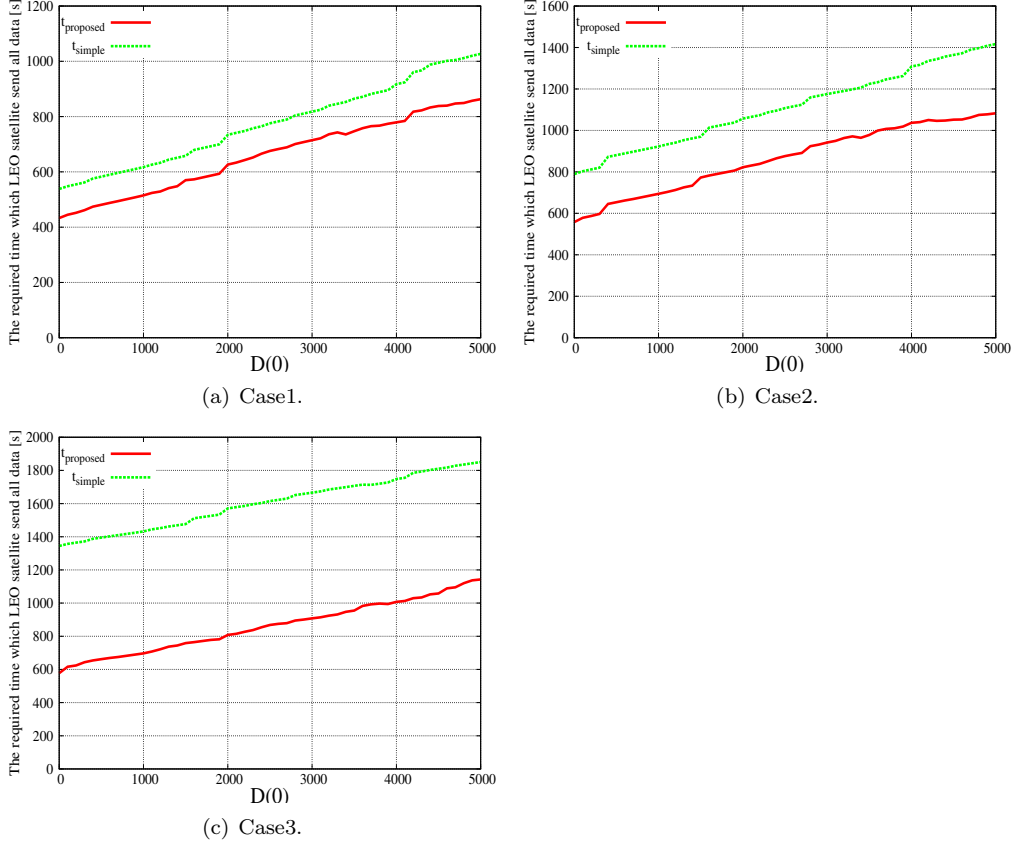 The required time which LEO satellite send all data [s]
1200
1000
800
600
400
200
0
t_proposed
t_simple
0 1000 2000 3000 4000 5000
D(0)
(a) Case1.
The required time which LEO satellite send all data [s]
1600
1400
1200
1000
800
600
400
200
0
t_proposed
t_simple
0 1000 2000 3000 4000 5000
D(0)
(b) Case2.
The required time which LEO satellite send all data [s]
2000
1800
1600
1400
1200
1000
800
600
400
200
0
t_proposed
t_simple
0 1000 2000 3000 4000 5000
D(0)
(c) Case3.